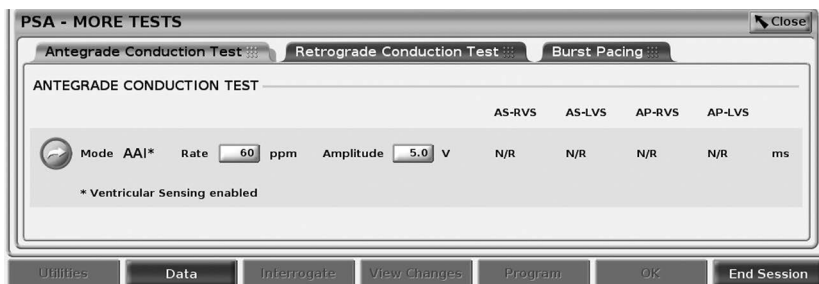 PSA - MORE TESTS Close
Antegrade Conduction Test Retrograde Conduction Test Burst Pacing
ANTEGRADE CONDUCTION TEST
AS-RVS AS-LVS AP-RVS AP-LVS
Mode AAI* Rate 60 ppm Amplitude 5.0 V N/R N/R N/R N/R ms
* Ventricular Sensing enabled
Utilities Data Interrogate View Changes Program OK End Session